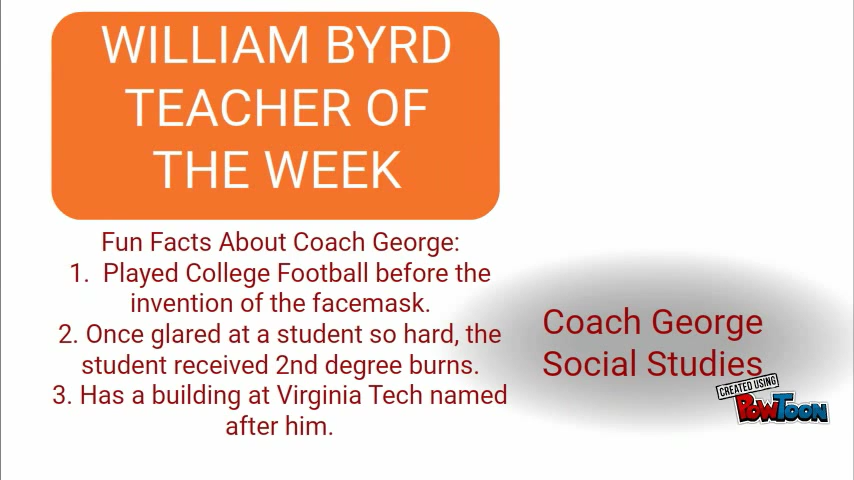 WILLIAM BYRD
TEACHER OF
THE WEEK
Fun Facts About Coach George:
1. Played College Football before the
invention of the facemask.
2. Once glared at a student so hard, the
student received 2nd degree burns.
3. Has a building at Virginia Tech named
after him.
Coach George
Social Studies
CREATED USING
POWTOON